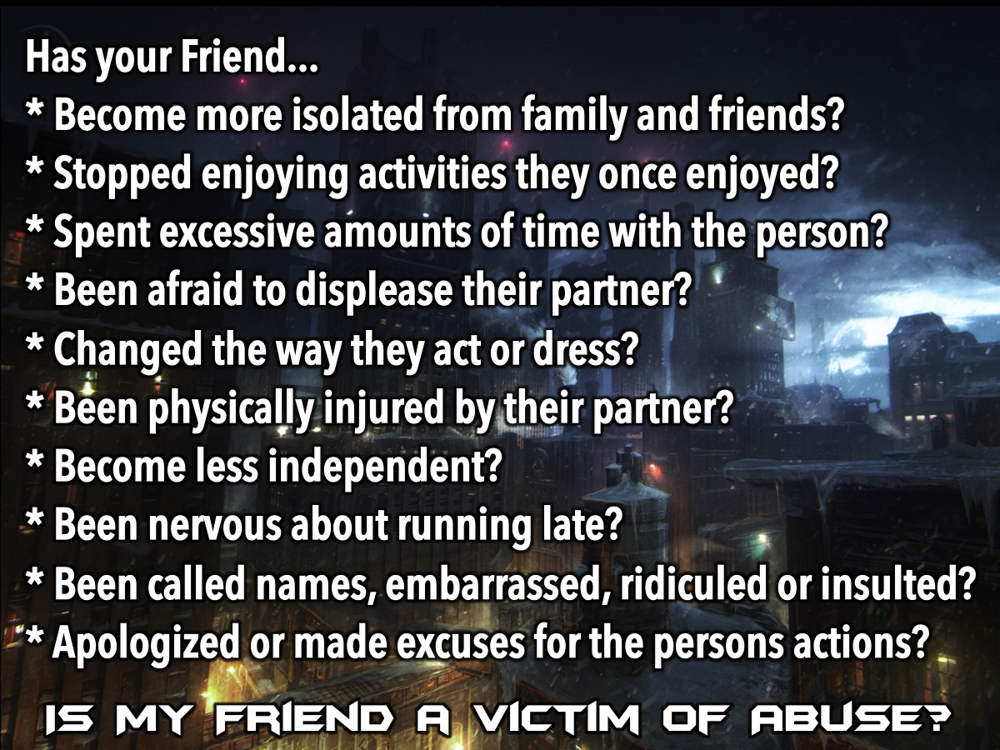 Has your Friend...
* Become more isolated from family and friends?
* Stopped enjoying activities they once enjoyed?
* Spent excessive amounts of time with the person?
* Been afraid to displease their partner?
* Changed the way they act or dress?
* Been physically injured by their partner?
* Become less independent?
* Been nervous about running late?
* Been called names, embarrassed, ridiculed or insulted?
* Apologized or made excuses for the persons actions?
IS MY FRIEND A VICTIM OF ABUSE?